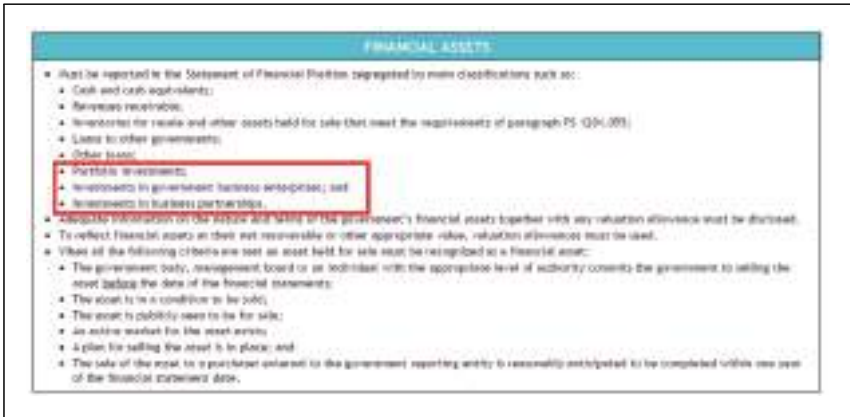 FINANCIAL ASSETS
• Must be reported in the Statement of Financial Position segregated by main classifications such as:
• Cash and cash equivalents;
• Revenues receivable;
• Inventories for resale and other assets held for sale that meet the requirements of paragraph PS 1201.055;
• Loans to other governments;
• Other loans;
• Portfolio investments;
• Investments in government business enterprises; and
• Investments in business partnerships.
• Adequate information on the nature and terms of the government's financial assets together with any valuation allowance must be disclosed.
• To reflect financial assets at their net recoverable or other appropriate value, valuation allowances must be used.
• When all the following criteria are met an asset held for sale must be recognized as a financial asset:
• The government body, management board or an individual with the appropriate level of authority commits the government to selling the
asset before the date of the financial statements;
• The asset is in a condition to be sold;
• The asset is publicly seen to be for sale;
• An active market for the asset exists;
• A plan for selling the asset is in place; and
• The sale of the asset to a purchaser external to the government reporting entity is reasonably anticipated to be completed within one year
of the financial statement date.